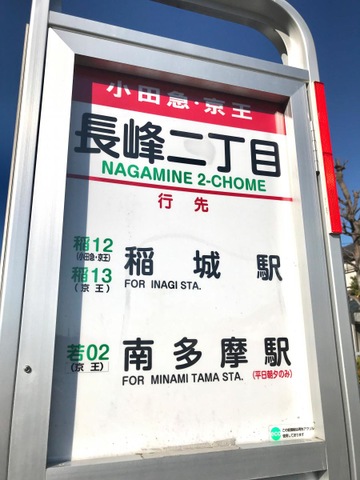 小田急・京王
長峰二丁目
NAGAMINE 2-CHOME
行先
稲12
(小田急・京王)
稲13
(京王)
稲城駅
FOR INAGI STA.
若02
(京王)
南多摩駅
FOR MINAMI TAMA STA. (平日朝夕のみ)